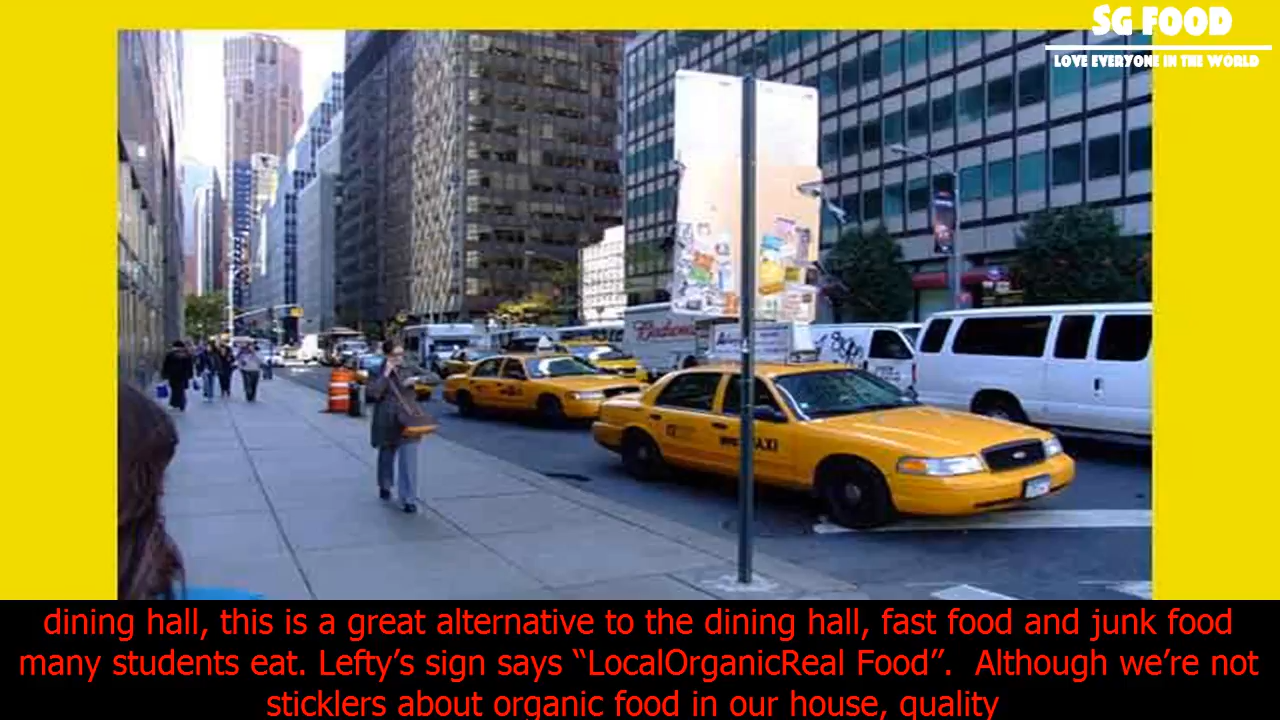 SG FOOD
LOVE EVERYONE IN THE WORLD
TAXI
dining hall, this is a great alternative to the dining hall, fast food and junk food
many students eat. Lefty’s sign says “LocalOrganicReal Food”.  Although we’re not
sticklers about organic food in our house, quality